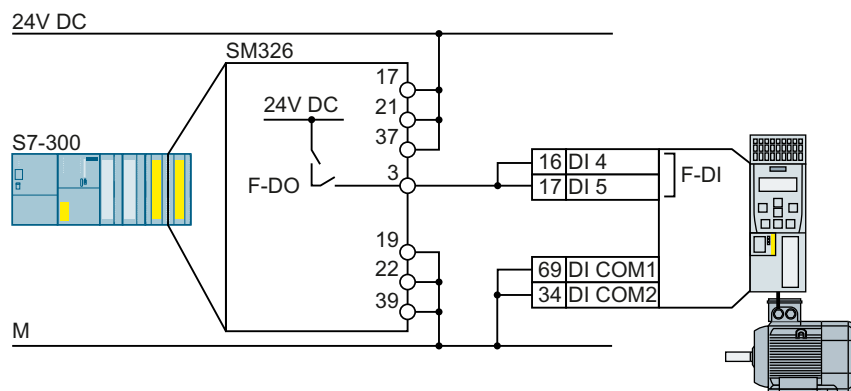 24V DC
SM326
17
24V DC
21
S7-300
37
16 DI 4
F-DO
3
17 DI 5
F-DI
19
22
69 DI COM1
39
34 DI COM2
M